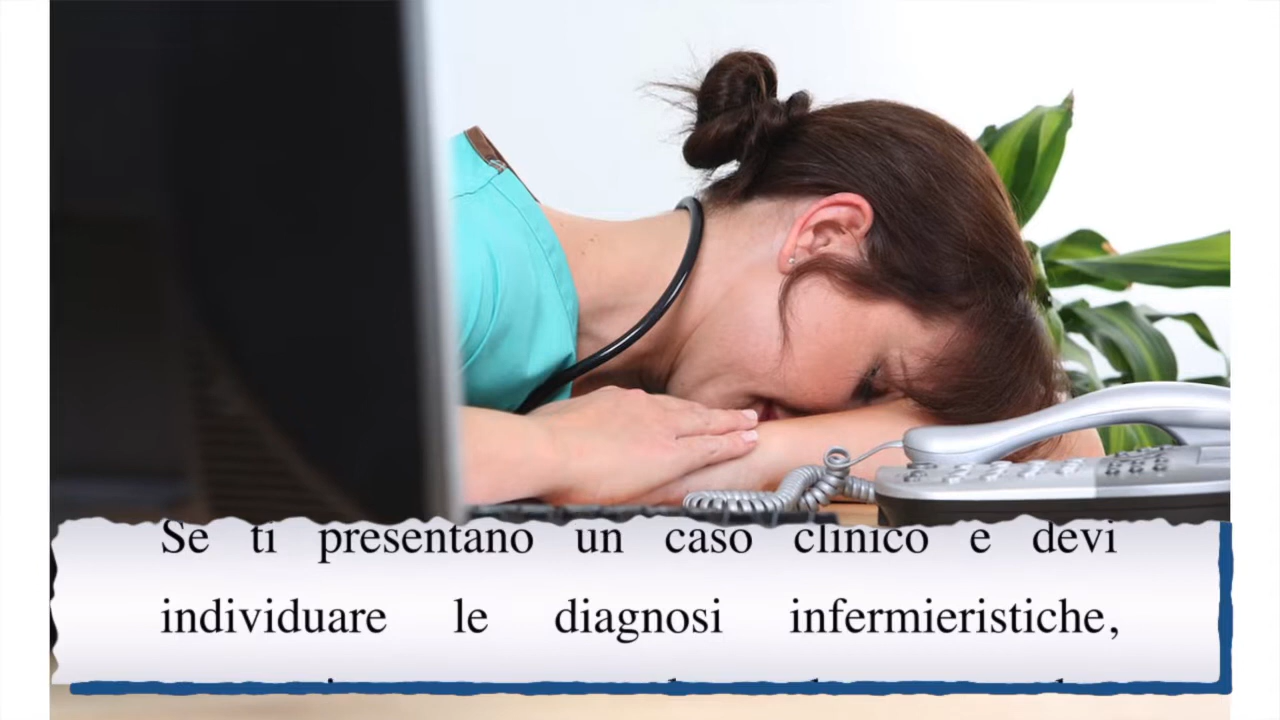 Se ti presentano un caso clinico e devi
individuare le diagnosi infermieristiche,